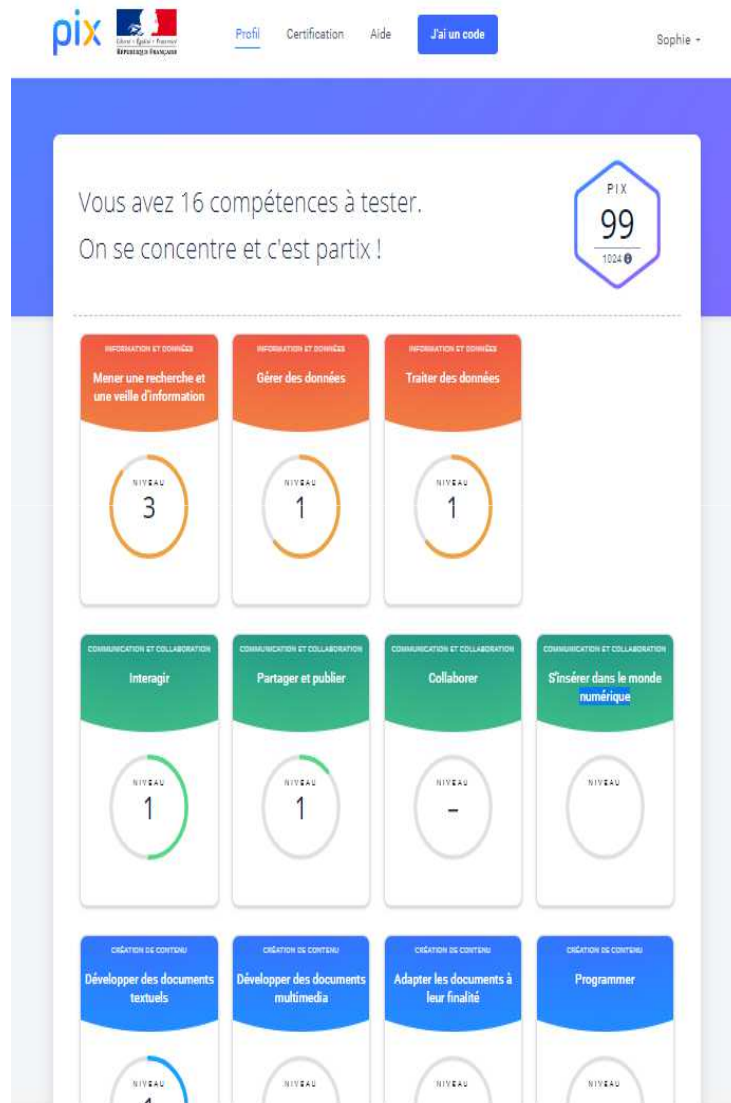 pix
Liberté • Égalité • Fraternité
RÉPUBLIQUE FRANÇAISE
Profil
Certification
Aide
J'ai un code
Sophie
Vous avez 16 compétences à tester.
On se concentre et c'est partix !
PIX
99
1024
INFORMATION ET DONNÉES
Mener une recherche et
une veille d'information
NIVEAU
3
INFORMATION ET DONNÉES
Gérer des données
NIVEAU
1
INFORMATION ET DONNÉES
Traiter des données
NIVEAU
1
COMMUNICATION ET COLLABORATION
Interagir
NIVEAU
1
COMMUNICATION ET COLLABORATION
Partager et publier
NIVEAU
1
COMMUNICATION ET COLLABORATION
Collaborer
NIVEAU
–
COMMUNICATION ET COLLABORATION
S'insérer dans le monde
numérique
NIVEAU
CRÉATION DE CONTENU
Développer des documents
textuels
NIVEAU
CRÉATION DE CONTENU
Développer des documents
multimedia
NIVEAU
CRÉATION DE CONTENU
Adapter les documents à
leur finalité
NIVEAU
CRÉATION DE CONTENU
Programmer
NIVEAU